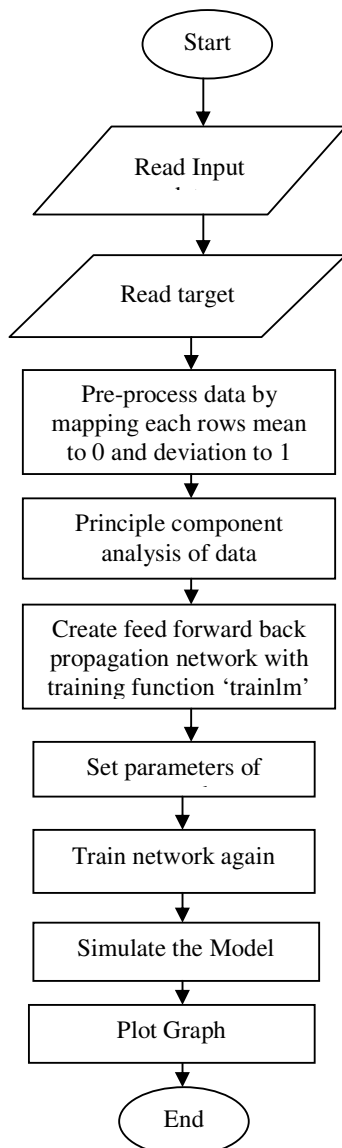 Start
Read Input
Read target
Pre-process data by
mapping each rows mean
to 0 and deviation to 1
Principle component
analysis of data
Create feed forward back
propagation network with
training function ‘trainlm’
Set parameters of
Train network again
Simulate the Model
Plot Graph
End